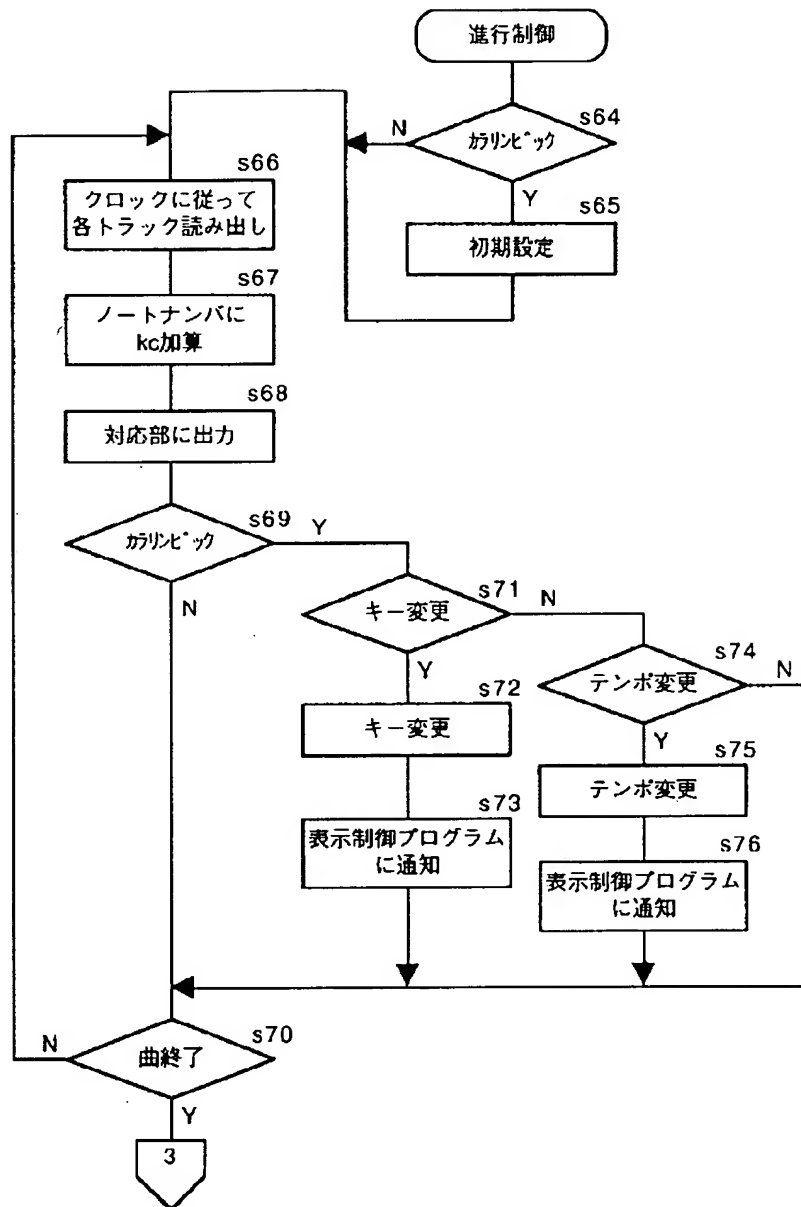 進行制御
s64
カラリンピック
N
Y
s65
初期設定
s66
クロックに従って
各トラック読み出し
s67
ノートナンバに
kc加算
s68
対応部に出力
s69
カラリンピック
Y
N
s71
キー変更
N
Y
s72
キー変更
s73
表示制御プログラム
に通知
s74
テンポ変更
N
Y
s75
テンポ変更
s76
表示制御プログラム
に通知
s70
曲終了
N
Y
3